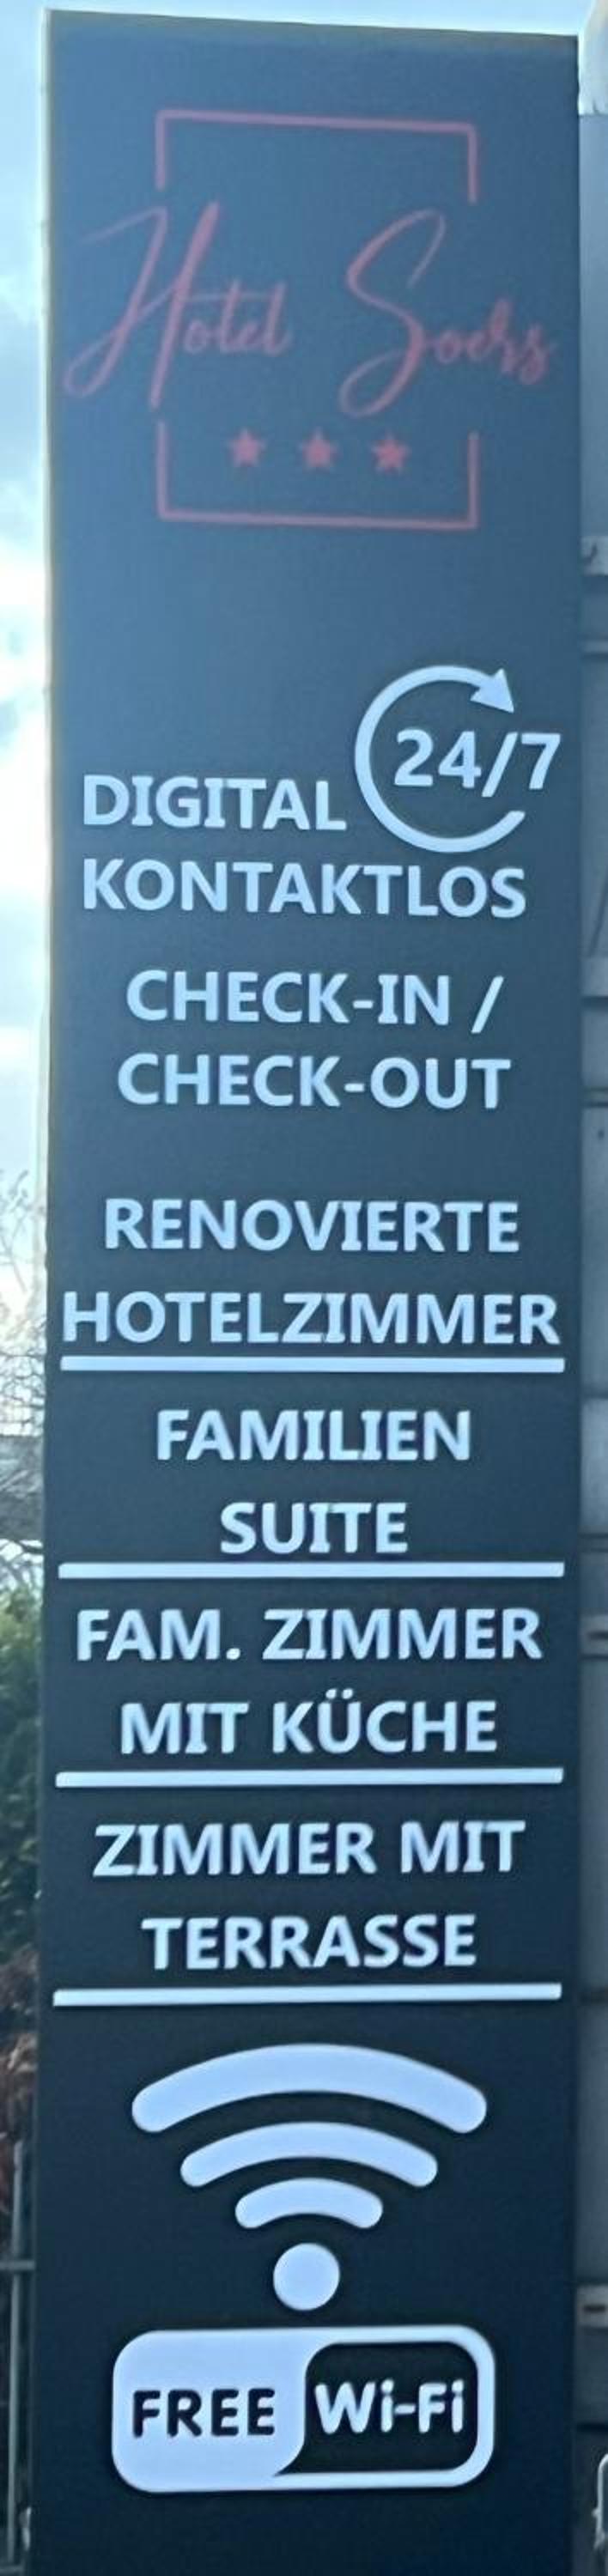 Hotel
24/7
DIGITAL
KONTAKTLOS
CHECK-IN /
CHECK-OUT
RENOVIERTE
HOTELZIMMER
FAMILIEN
SUITE
FAM. ZIMMER
MIT KÜCHE
ZIMMER MIT
TERRASSE
FREE Wi-Fi